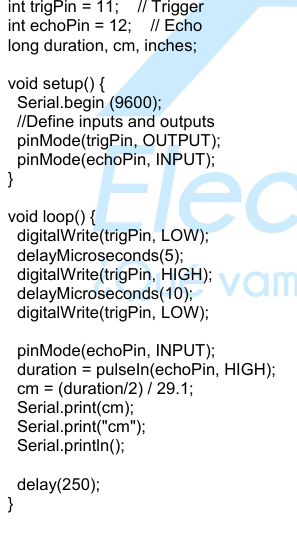 int trigPin = 11;    // Trigger
int echoPin = 12;    // Echo
long duration, cm, inches;

void setup() {
  Serial.begin (9600);
  //Define inputs and outputs
  pinMode(trigPin, OUTPUT);
  pinMode(echoPin, INPUT);
}

void loop() {
  digitalWrite(trigPin, LOW);
  delayMicroseconds(5);
  digitalWrite(trigPin, HIGH);
  delayMicroseconds(10);
  digitalWrite(trigPin, LOW);

  pinMode(echoPin, INPUT);
  duration = pulseIn(echoPin, HIGH);
  cm = (duration/2) / 29.1;
  Serial.print(cm);
  Serial.print("cm");
  Serial.println();

  delay(250);
}
Elec
vam